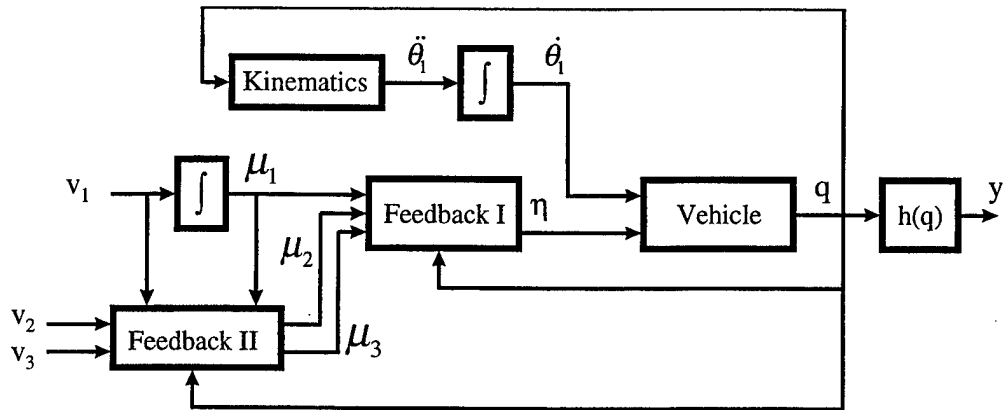 Kinematics
θ̈₁
∫
θ̇₁
v₁
∫
μ₁
Feedback I
η
Vehicle
q
h(q)
y
μ₂
v₂
v₃
Feedback II
μ₃